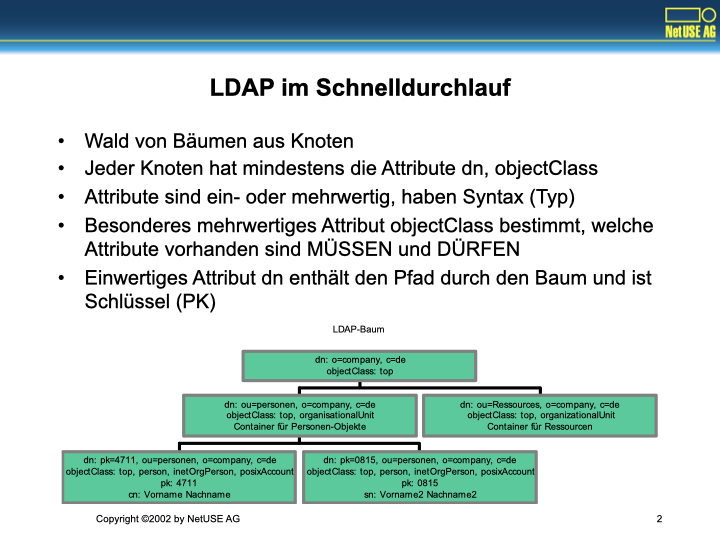 NetUSE AG
LDAP im Schnelldurchlauf
• Wald von Bäumen aus Knoten
• Jeder Knoten hat mindestens die Attribute dn, objectClass
• Attribute sind ein- oder mehrwertig, haben Syntax (Typ)
• Besonderes mehrwertiges Attribut objectClass bestimmt, welche
Attribute vorhanden sind MÜSSEN und DÜRFEN
• Einwertiges Attribut dn enthält den Pfad durch den Baum und ist
Schlüssel (PK)
LDAP-Baum
dn: o=company, c=de
objectClass: top
dn: ou=personen, o=company, c=de
objectClass: top, organisationalUnit
Container für Personen-Objekte
dn: ou=Ressources, o=company, c=de
objectClass: top, organizationalUnit
Container für Ressourcen
dn: pk=4711, ou=personen, o=company, c=de
objectClass: top, person, inetOrgPerson, posixAccount
pk: 4711
cn: Vorname Nachname
dn: pk=0815, ou=personen, o=company, c=de
objectClass: top, person, inetOrgPerson, posixAccount
pk: 0815
sn: Vorname2 Nachname2
Copyright ©2002 by NetUSE AG
2